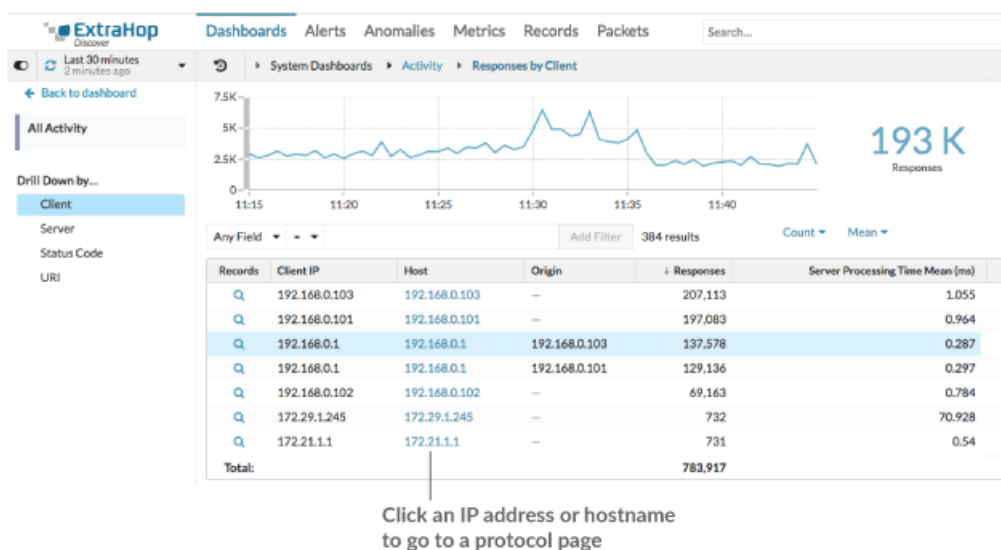 ExtraHop
Discover
Dashboards Alerts Anomalies Metrics Records Packets Search...
Last 30 minutes
2 minutes ago
System Dashboards Activity Responses by Client
Back to dashboard
All Activity
Drill Down by...
Client
Server
Status Code
URI
7.5K
5K
2.5K
0
11:15 11:20 11:25 11:30 11:35 11:40
193 K
Responses
Any Field = Add Filter 384 results Count Mean
Records Client IP Host Origin ↓ Responses Server Processing Time Mean (ms)
192.168.0.103 192.168.0.103 — 207,113 1.055
192.168.0.101 192.168.0.101 — 197,083 0.964
192.168.0.1 192.168.0.1 192.168.0.103 137,578 0.287
192.168.0.1 192.168.0.1 192.168.0.101 129,136 0.297
192.168.0.102 192.168.0.102 — 69,163 0.784
172.29.1.245 172.29.1.245 — 732 70.928
172.21.1.1 172.21.1.1 — 731 0.54
Total: 783,917
Click an IP address or hostname
to go to a protocol page